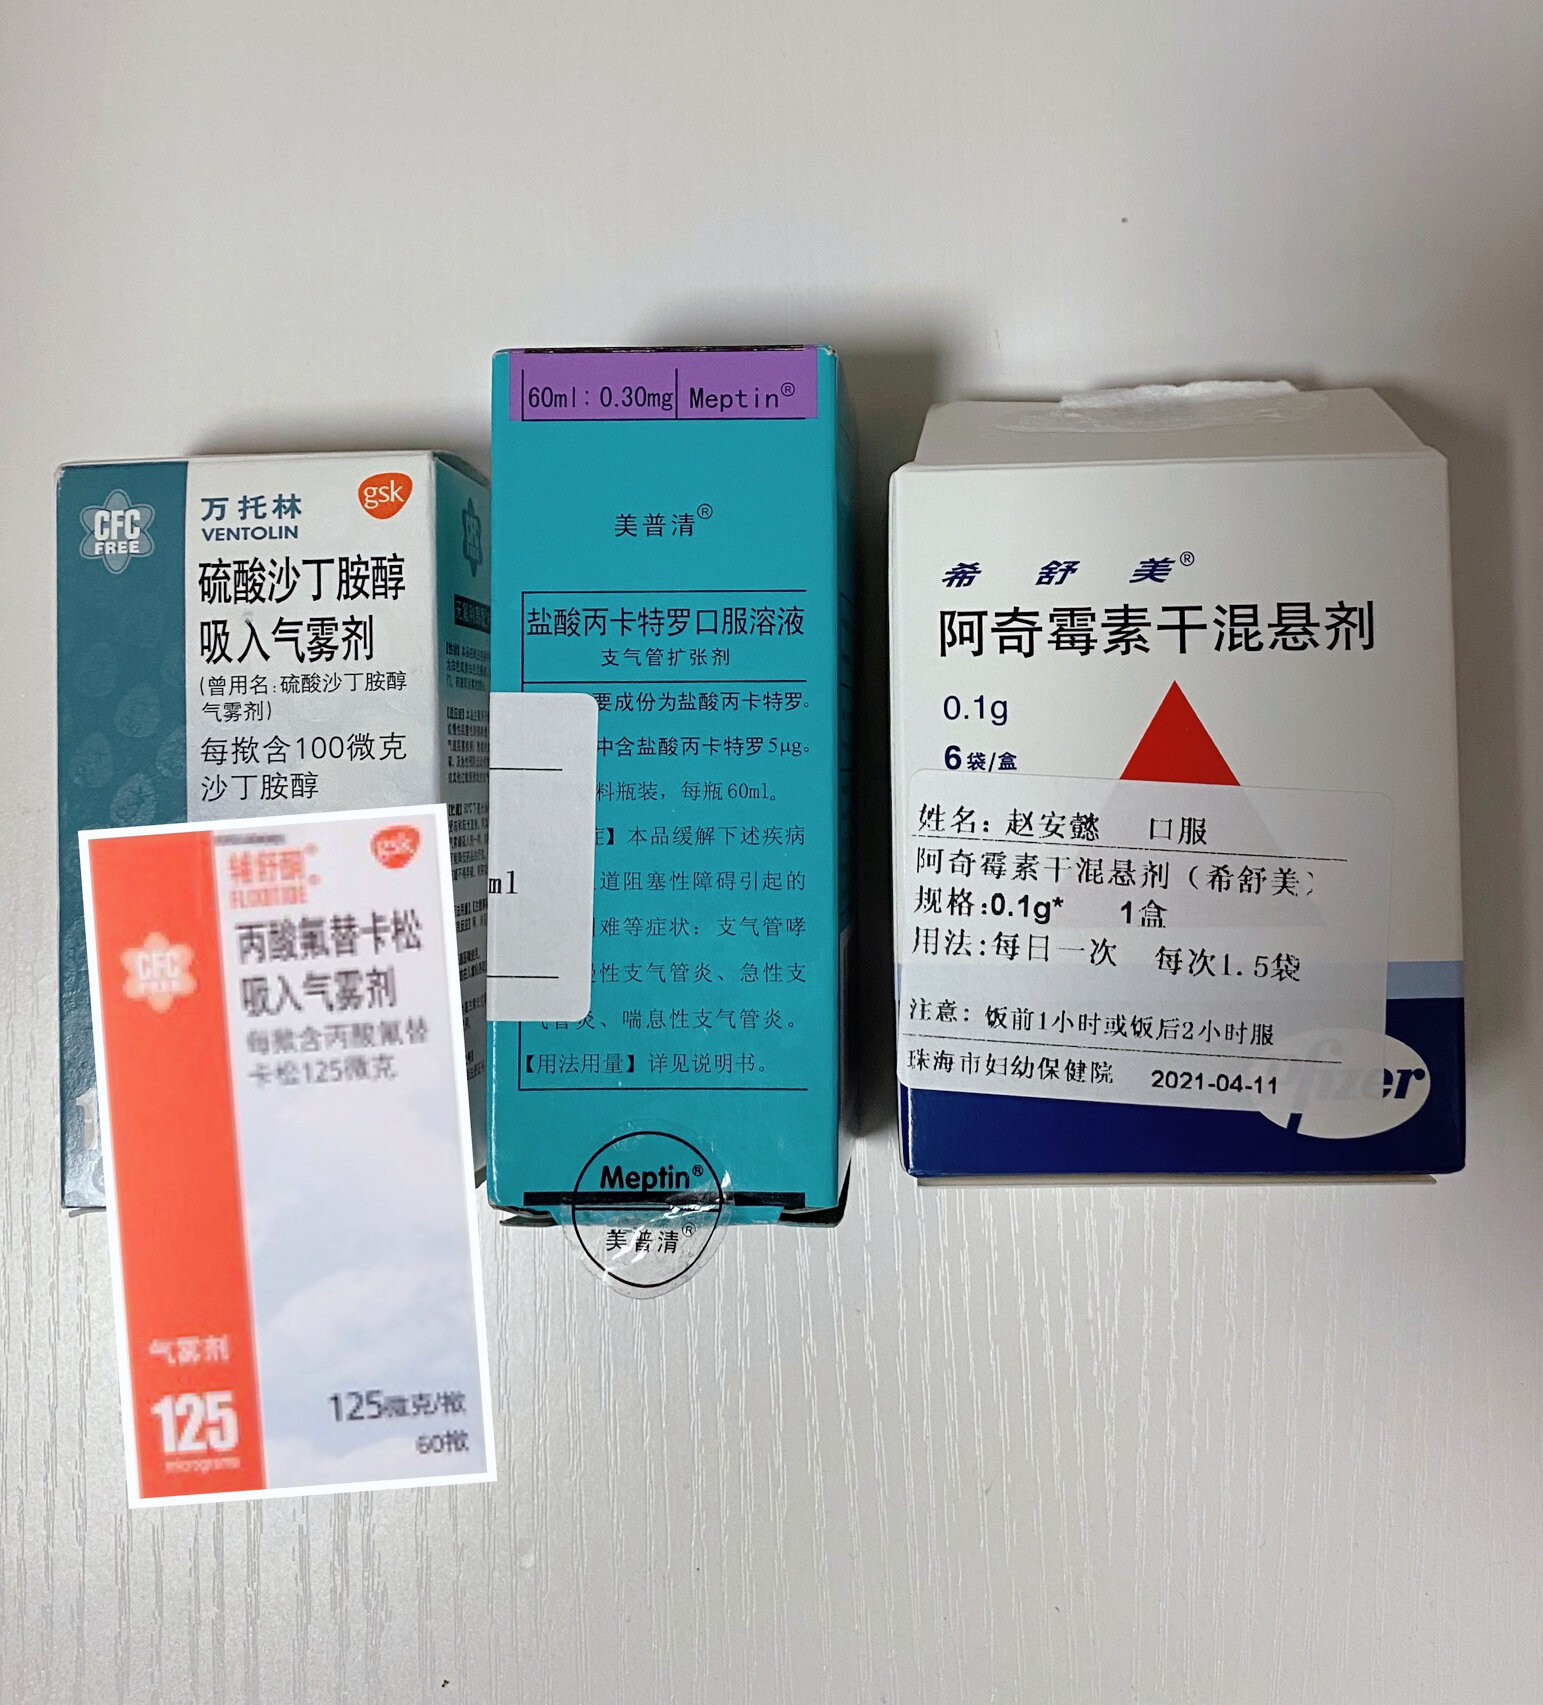 CFC
FREE
万托林
VENTOLIN
gsk
硫酸沙丁胺醇
吸入气雾剂
(曾用名:硫酸沙丁胺醇
气雾剂)
每揿含100微克
沙丁胺醇
辅舒酮
FLIXOTIDE
gsk
CFC
FREE
丙酸氟替卡松
吸入气雾剂
每揿含丙酸氟替
卡松125微克
气雾剂
125
micrograms
125微克/揿
60揿
60ml: 0.30mg Meptin®
美普清®
盐酸丙卡特罗口服溶液
支气管扩张剂
要成份为盐酸丙卡特罗。
中含盐酸丙卡特罗5μg。
料瓶装，每瓶60ml。
症】本品缓解下述疾病
道阻塞性障碍引起的
难等症状：支气管哮
性支气管炎、急性支
气管炎、喘息性支气管炎。
【用法用量】详见说明书。
ml
Meptin®
美普清®
希舒美®
阿奇霉素干混悬剂
0.1g
6袋/盒
姓名: 赵安懿 口服
阿奇霉素干混悬剂（希舒美）
规格:0.1g* 1盒
用法:每日一次 每次1.5袋
注意: 饭前1小时或饭后2小时服
珠海市妇幼保健院 2021-04-11
fizer